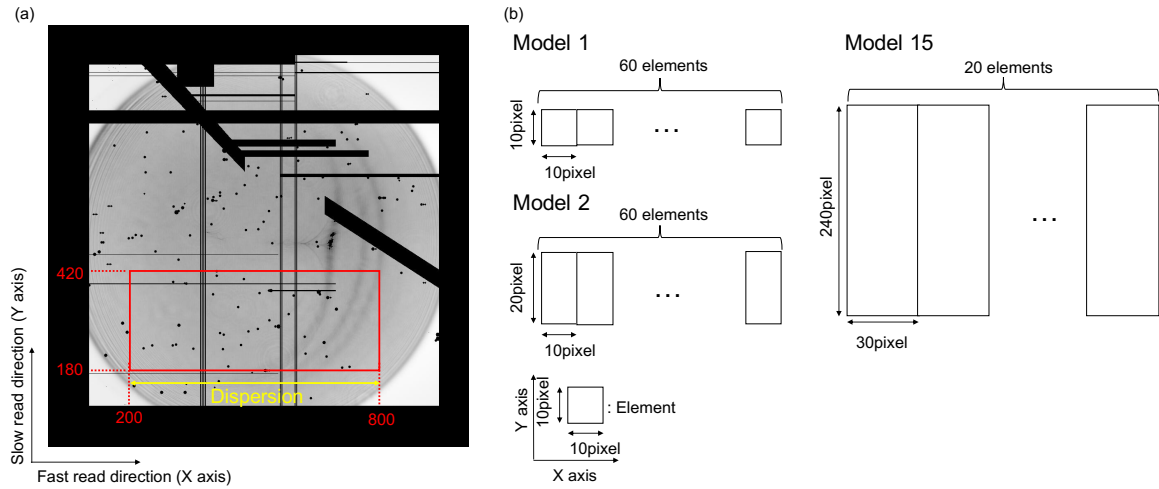 (a)
420
180
200
800
Dispersion
Slow read direction (Y axis)
Fast read direction (X axis)
(b)
Model 1
60 elements
10pixel
10pixel
...
Model 2
60 elements
20pixel
10pixel
...
Y axis
10pixel
10pixel
: Element
X axis
Model 15
20 elements
240pixel
30pixel
...